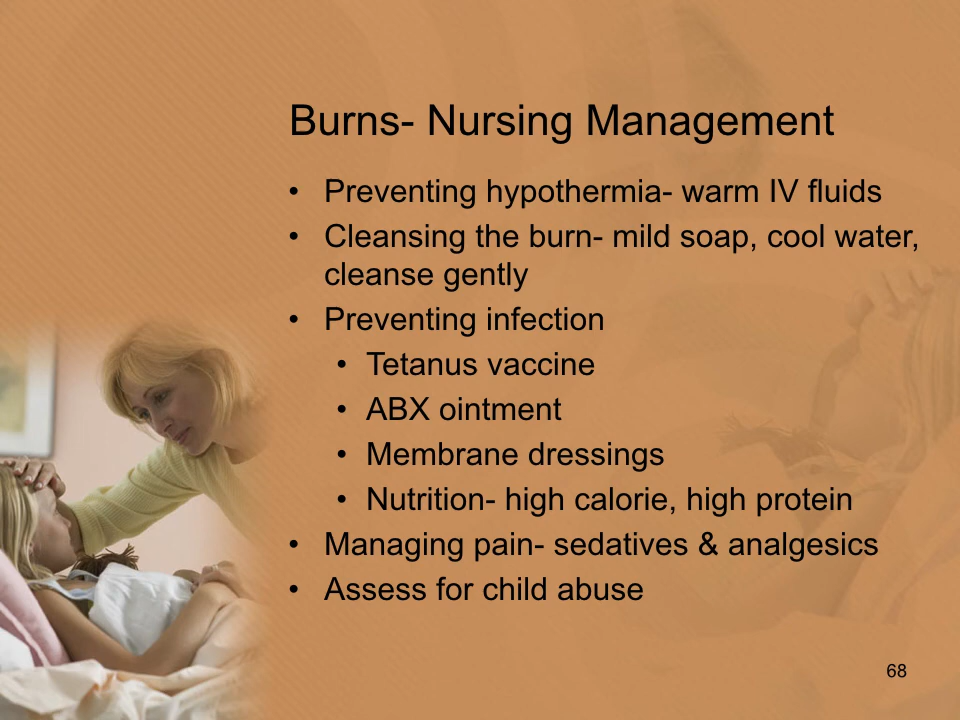 Burns- Nursing Management
• Preventing hypothermia- warm IV fluids
• Cleansing the burn- mild soap, cool water,
cleanse gently
• Preventing infection
• Tetanus vaccine
• ABX ointment
• Membrane dressings
• Nutrition- high calorie, high protein
• Managing pain- sedatives & analgesics
• Assess for child abuse
68